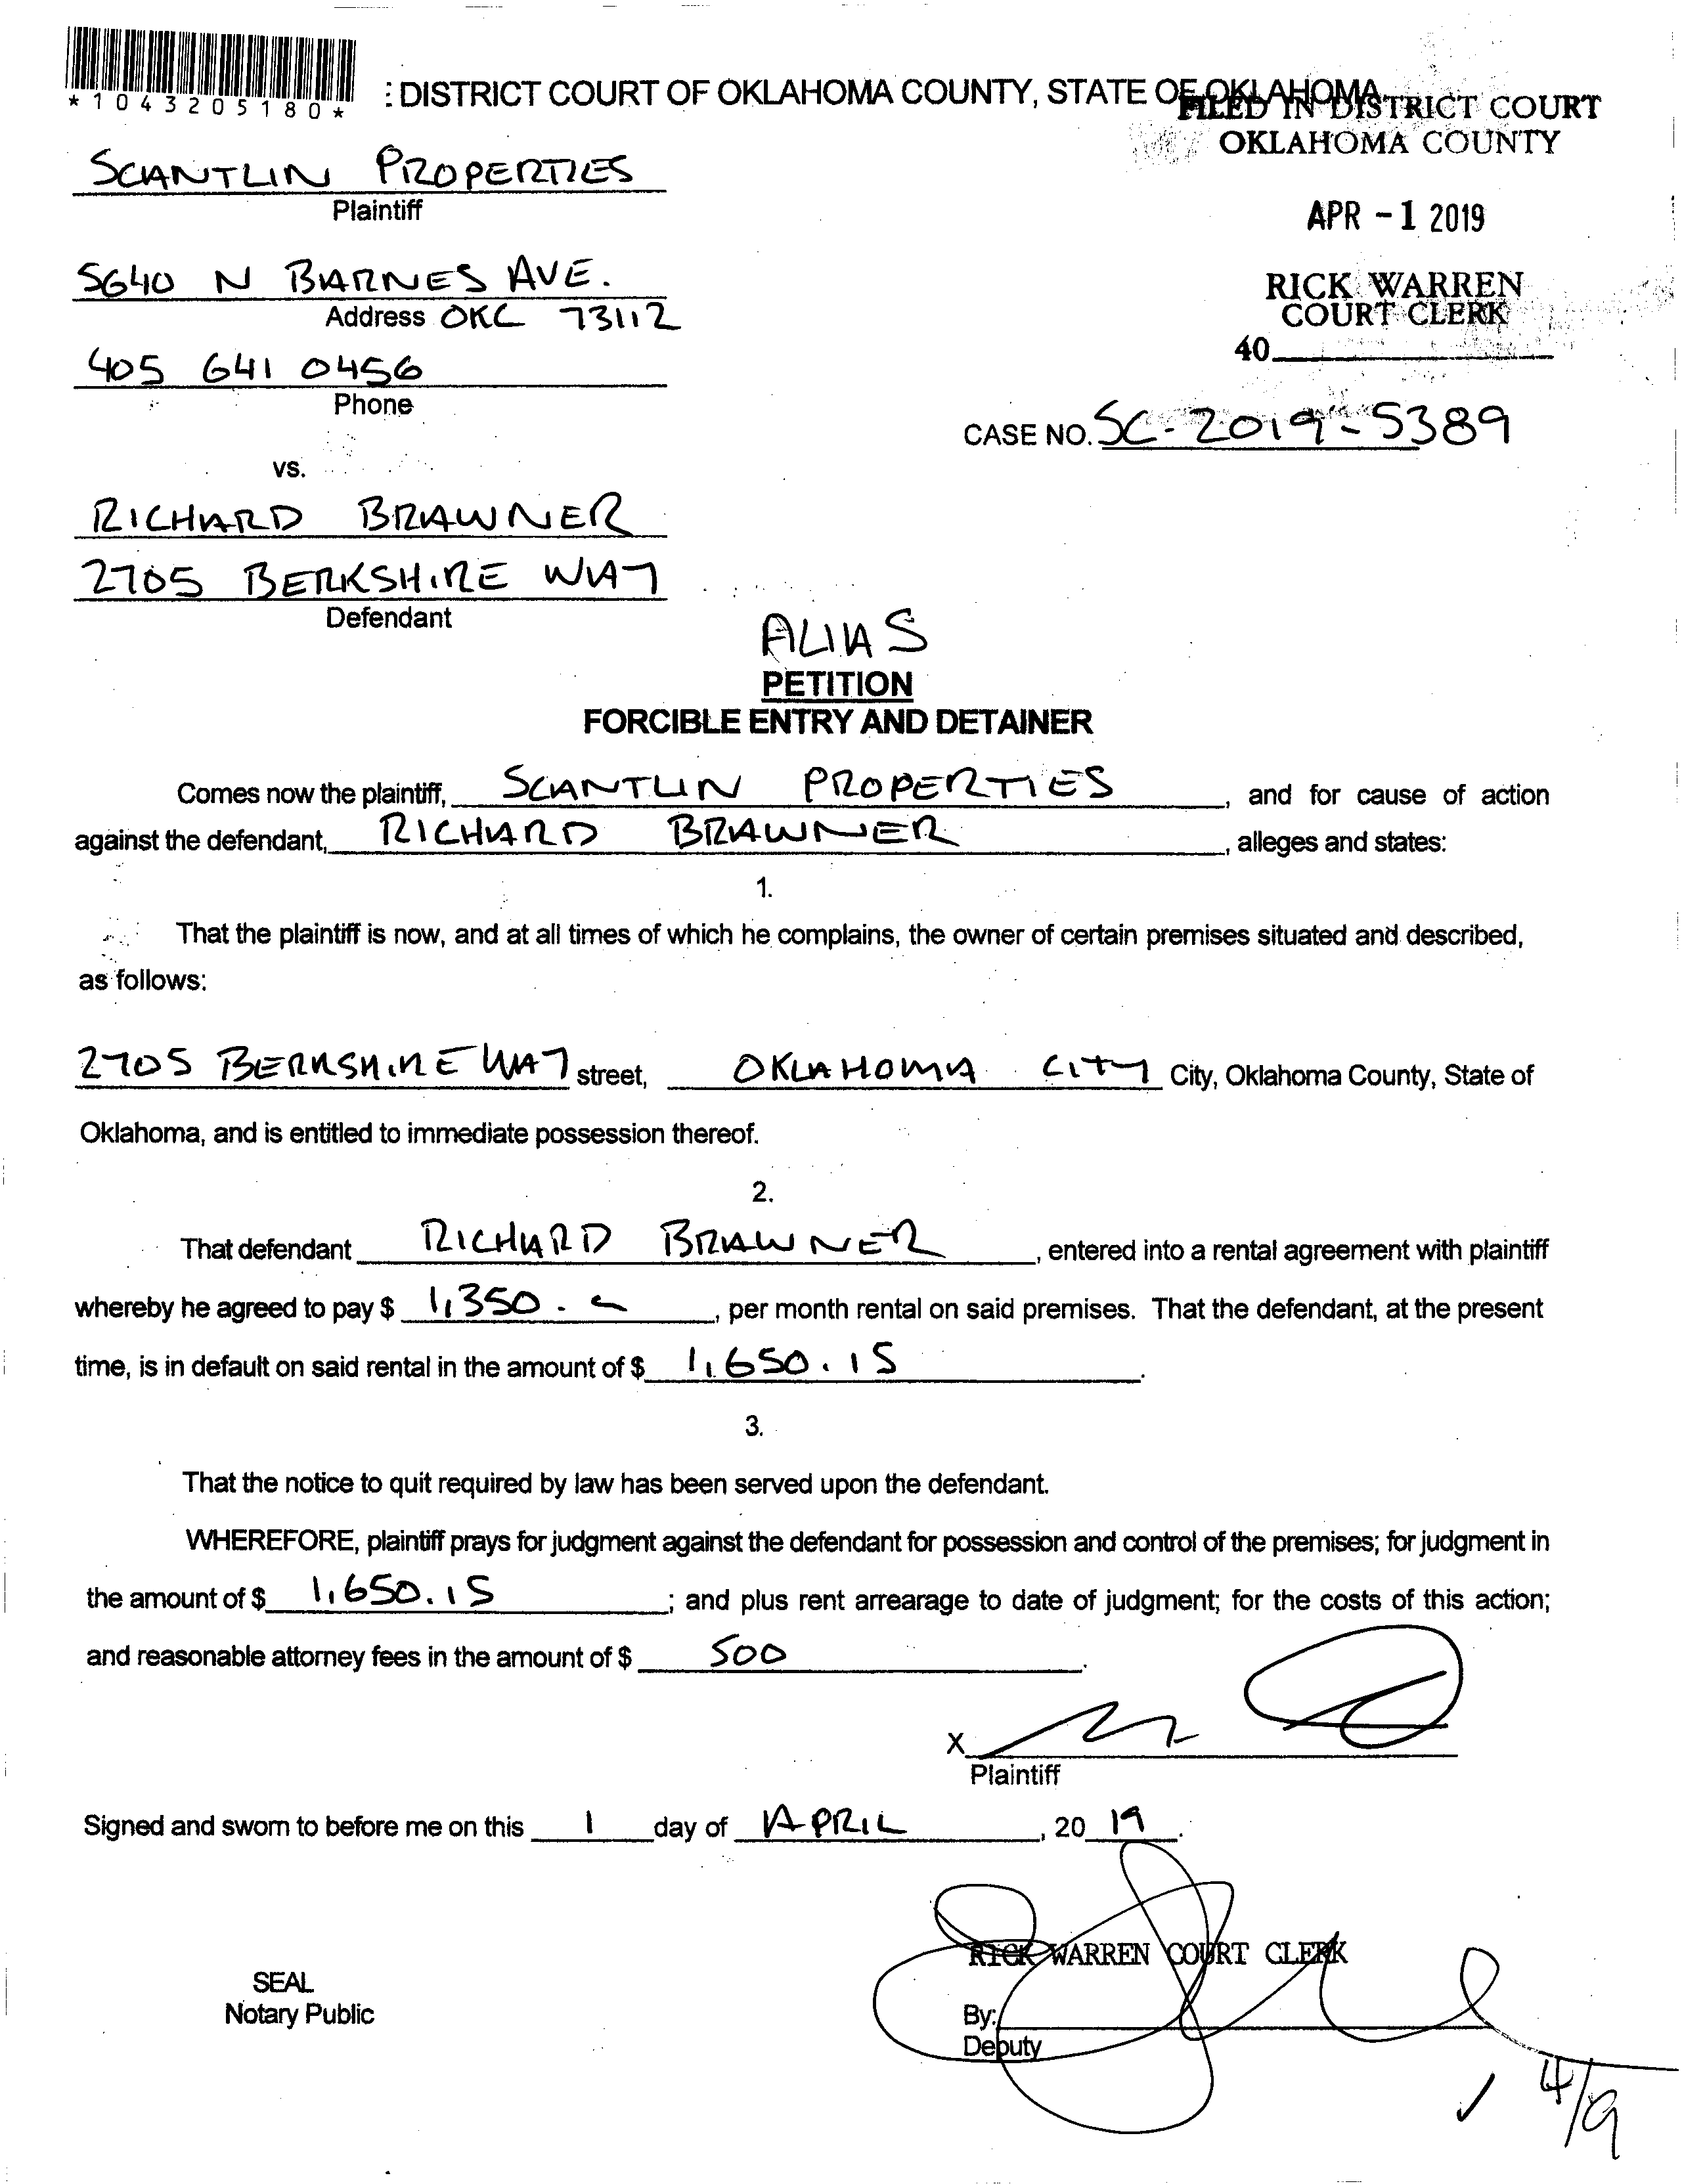 *1043205180*
: DISTRICT COURT OF OKLAHOMA COUNTY, STATE OF OKLAHOMA
FILED IN DISTRICT COURT
OKLAHOMA COUNTY
SCANTLIN PROPERTIES
Plaintiff
APR - 1 2019
5640 N BARNES AVE.
Address OKC 73112
RICK WARREN
COURT CLERK
40
405 641 0456
Phone
CASE NO. SC-2019-5389
vs.
RICHARD BRAWNER
2705 BERKSHIRE WAY
Defendant
ALIAS
PETITION
FORCIBLE ENTRY AND DETAINER
Comes now the plaintiff, SCANTLIN PROPERTIES, and for cause of action
against the defendant, RICHARD BRAWNER, alleges and states:
1.
That the plaintiff is now, and at all times of which he complains, the owner of certain premises situated and described,
as follows:
2705 BERKSHIRE WAY street, OKLAHOMA CITY City, Oklahoma County, State of
Oklahoma, and is entitled to immediate possession thereof.
2.
That defendant RICHARD BRAWNER, entered into a rental agreement with plaintiff
whereby he agreed to pay $ 1,350. -, per month rental on said premises. That the defendant, at the present
time, is in default on said rental in the amount of $ 1,650.15.
3.
That the notice to quit required by law has been served upon the defendant.
WHEREFORE, plaintiff prays for judgment against the defendant for possession and control of the premises; for judgment in
the amount of $ 1,650.15; and plus rent arrearage to date of judgment; for the costs of this action;
and reasonable attorney fees in the amount of $ 500.
X
Plaintiff
Signed and sworn to before me on this 1 day of APRIL, 20 19.
RICK WARREN COURT CLERK
SEAL
Notary Public
By:
Deputy
✓ 4/9